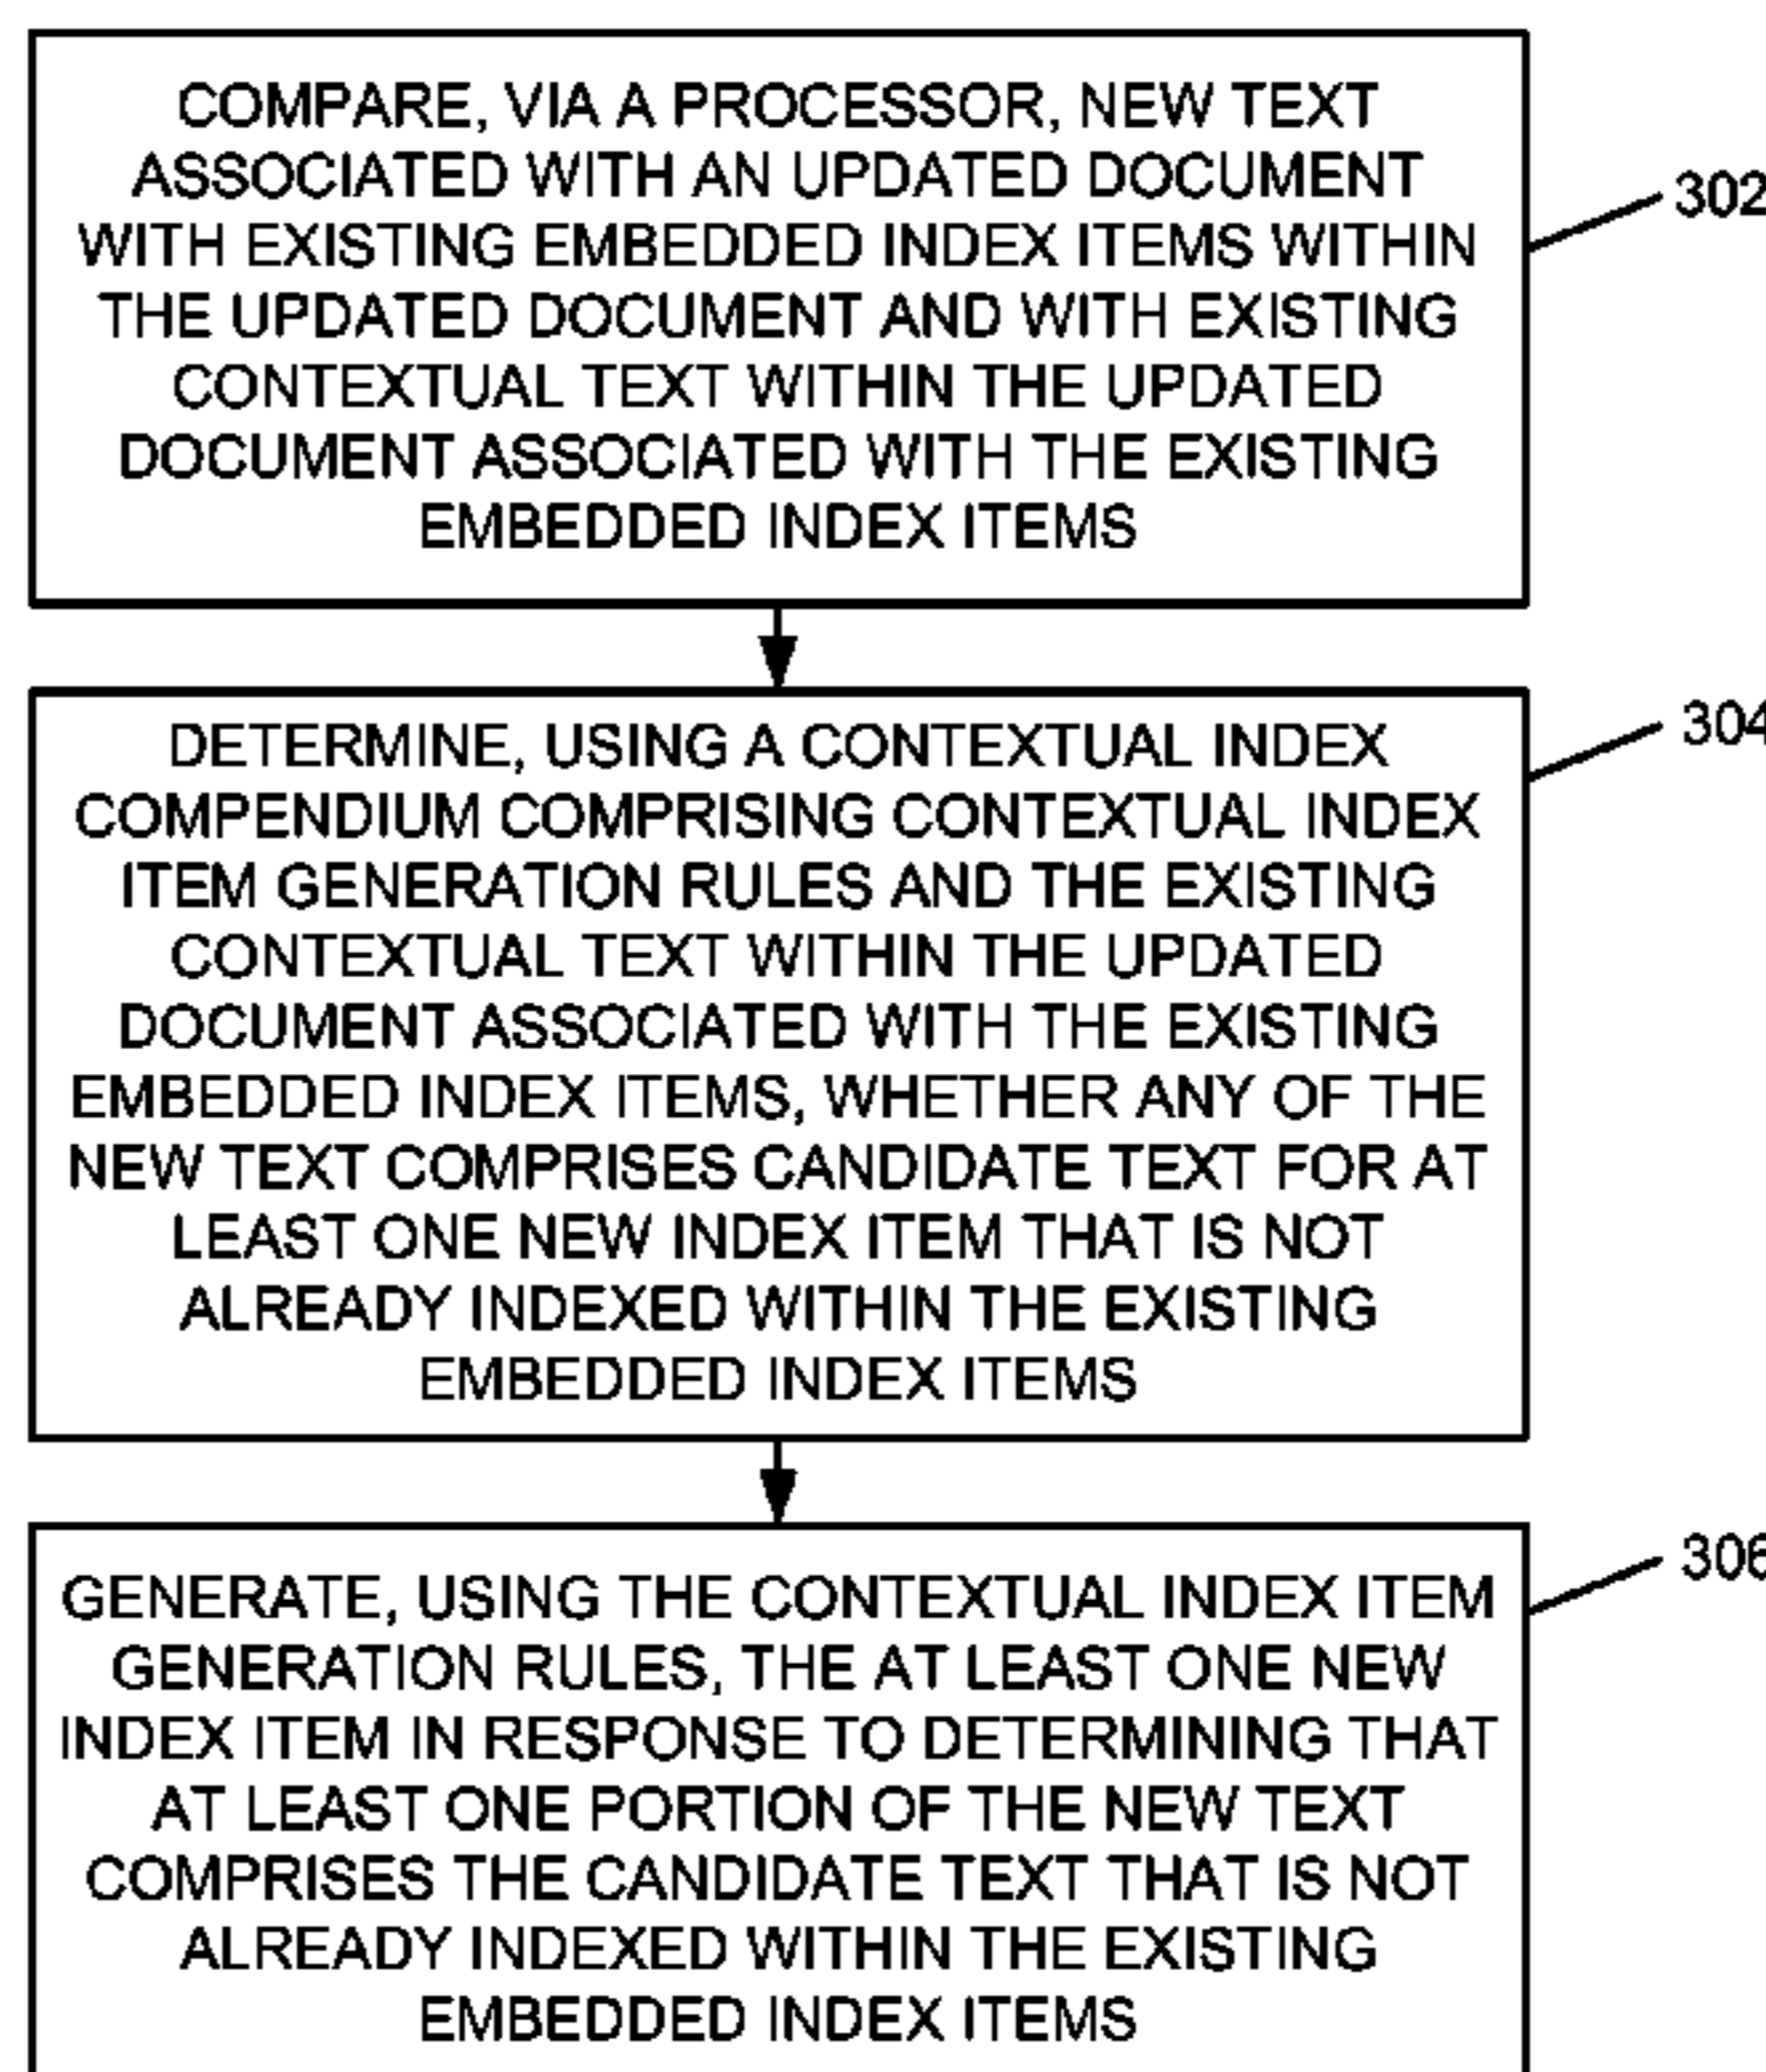 COMPARE, VIA A PROCESSOR, NEW TEXT
ASSOCIATED WITH AN UPDATED DOCUMENT
WITH EXISTING EMBEDDED INDEX ITEMS WITHIN
THE UPDATED DOCUMENT AND WITH EXISTING
CONTEXTUAL TEXT WITHIN THE UPDATED
DOCUMENT ASSOCIATED WITH THE EXISTING
EMBEDDED INDEX ITEMS
302
DETERMINE, USING A CONTEXTUAL INDEX
COMPENDIUM COMPRISING CONTEXTUAL INDEX
ITEM GENERATION RULES AND THE EXISTING
CONTEXTUAL TEXT WITHIN THE UPDATED
DOCUMENT ASSOCIATED WITH THE EXISTING
EMBEDDED INDEX ITEMS, WHETHER ANY OF THE
NEW TEXT COMPRISES CANDIDATE TEXT FOR AT
LEAST ONE NEW INDEX ITEM THAT IS NOT
ALREADY INDEXED WITHIN THE EXISTING
EMBEDDED INDEX ITEMS
304
GENERATE, USING THE CONTEXTUAL INDEX ITEM
GENERATION RULES, THE AT LEAST ONE NEW
INDEX ITEM IN RESPONSE TO DETERMINING THAT
AT LEAST ONE PORTION OF THE NEW TEXT
COMPRISES THE CANDIDATE TEXT THAT IS NOT
ALREADY INDEXED WITHIN THE EXISTING
EMBEDDED INDEX ITEMS
306